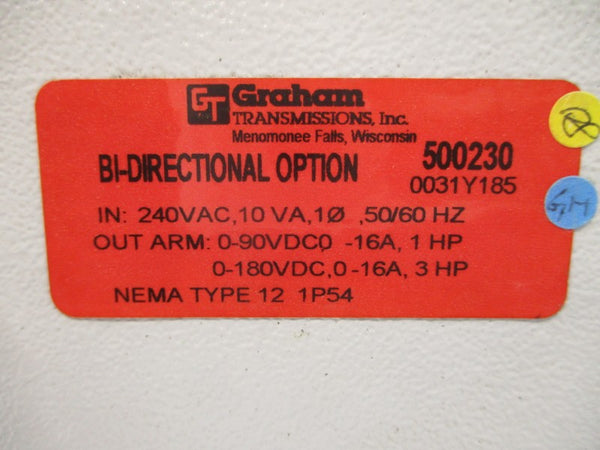 GT Graham
TRANSMISSIONS, Inc.
Menomonee Falls, Wisconsin
BI-DIRECTIONAL OPTION 500230
0031Y185
IN: 240VAC,10 VA,1Ø ,50/60 HZ
OUT ARM: 0-90VDC0 -16A, 1 HP
0-180VDC,0-16A, 3 HP
NEMA TYPE 12 1P54